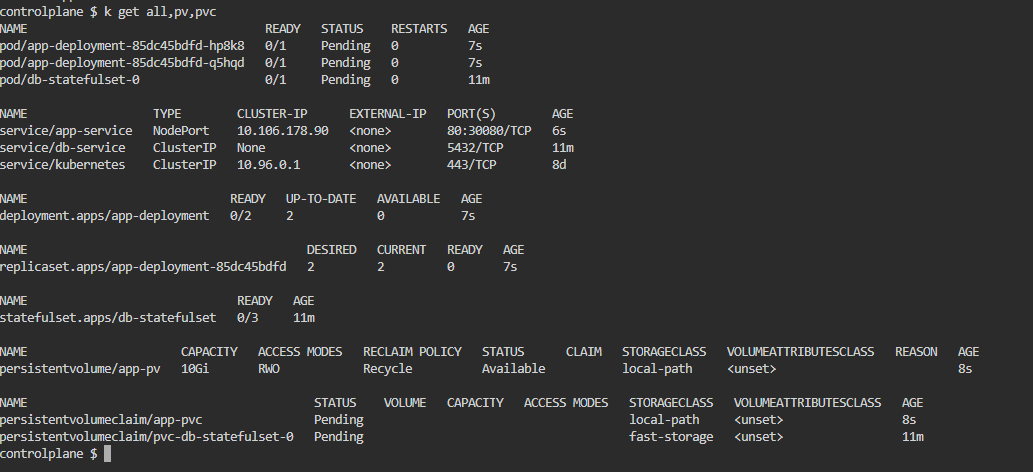 controlplane $ k get all,pv,pvc
NAME READY STATUS RESTARTS AGE
pod/app-deployment-85dc45bdfd-hp8k8 0/1 Pending 0 7s
pod/app-deployment-85dc45bdfd-q5hqd 0/1 Pending 0 7s
pod/db-statefulset-0 0/1 Pending 0 11m
NAME TYPE CLUSTER-IP EXTERNAL-IP PORT(S) AGE
service/app-service NodePort 10.106.178.90 <none> 80:30080/TCP 6s
service/db-service ClusterIP None <none> 5432/TCP 11m
service/kubernetes ClusterIP 10.96.0.1 <none> 443/TCP 8d
NAME READY UP-TO-DATE AVAILABLE AGE
deployment.apps/app-deployment 0/2 2 0 7s
NAME DESIRED CURRENT READY AGE
replicaset.apps/app-deployment-85dc45bdfd 2 2 0 7s
NAME READY AGE
statefulset.apps/db-statefulset 0/3 11m
NAME CAPACITY ACCESS MODES RECLAIM POLICY STATUS CLAIM STORAGECLASS VOLUMEATTRIBUTESCLASS REASON AGE
persistentvolume/app-pv 10Gi RWO Recycle Available local-path <unset> 8s
NAME STATUS VOLUME CAPACITY ACCESS MODES STORAGECLASS VOLUMEATTRIBUTESCLASS AGE
persistentvolumeclaim/app-pvc Pending local-path <unset> 8s
persistentvolumeclaim/pvc-db-statefulset-0 Pending fast-storage <unset> 11m
controlplane $